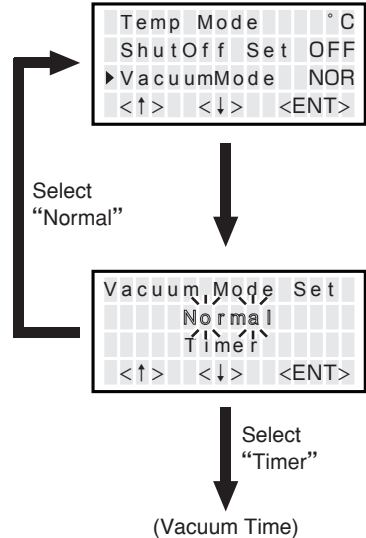 Temp Mode °C
ShutOff Set OFF
▶VacuumMode NOR
<↑> <↓> <ENT>
Select
“Normal”
Vacuum Mode Set
Normal
Timer
<↑> <↓> <ENT>
Select
“Timer”
(Vacuum Time)